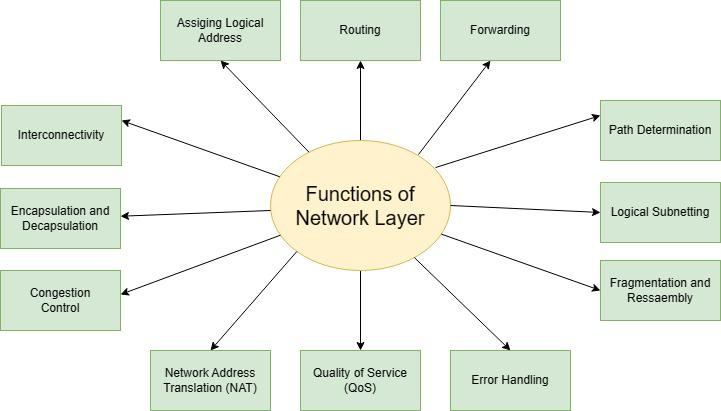 Assiging Logical
Address
Routing
Forwarding
Interconnectivity
Path Determination
Functions of
Network Layer
Encapsulation and
Decapsulation
Logical Subnetting
Congestion
Control
Fragmentation and
Ressaembly
Network Address
Translation (NAT)
Quality of Service
(QoS)
Error Handling